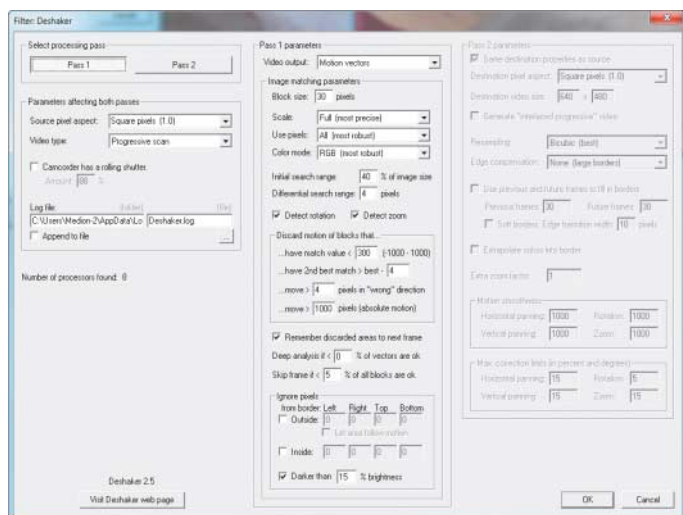 Filter: Deshaker
Select processing pass
Pass 1
Pass 2
Parameters affecting both passes
Source pixel aspect: Square pixels (1.0)
Video type: Progressive scan
Camcorder has a rolling shutter
Amount: 88 %
Log file: (folder) (file)
C:\Users\Medion-2\AppData\Lo Deshaker.log
Append to file ...
Number of processors found: 8
Deshaker 2.5
Visit Deshaker web page
Pass 1 parameters
Video output: Motion vectors
Image matching parameters
Block size: 30 pixels
Scale: Full (most precise)
Use pixels: All (most robust)
Color mode: RGB (most robust)
Initial search range: 40 % of image size
Differential search range: 4 pixels
Detect rotation
Detect zoom
Discard motion of blocks that...
...have match value < 300 (-1000 - 1000)
...have 2nd best match > best - 4
...move > 4 pixels in "wrong" direction
...move > 1000 pixels (absolute motion)
Remember discarded areas to next frame
Deep analysis if < 0 % of vectors are ok
Skip frame if < 5 % of all blocks are ok
Ignore pixels
from border: Left Right Top Bottom
Outside: 0 0 0 0
Let area follow motion
Inside: 0 0 0 0
Darker than 15 % brightness
Pass 2 parameters
Same destination properties as source
Destination pixel aspect: Square pixels (1.0)
Destination video size: 640 x 480
Generate "interlaced progressive" video
Resampling: Bicubic (best)
Edge compensation: None (large borders)
Use previous and future frames to fill in borders
Previous frames: 30 Future frames: 30
Soft borders. Edge transition width: 10 pixels
Extrapolate colors into border
Extra zoom factor: 1
Motion smoothness
Horizontal panning: 1000 Rotation: 1000
Vertical panning: 1000 Zoom: 1000
Max. correction limits (in percent and degrees)
Horizontal panning: 15 Rotation: 5
Vertical panning: 15 Zoom: 15
OK
Cancel